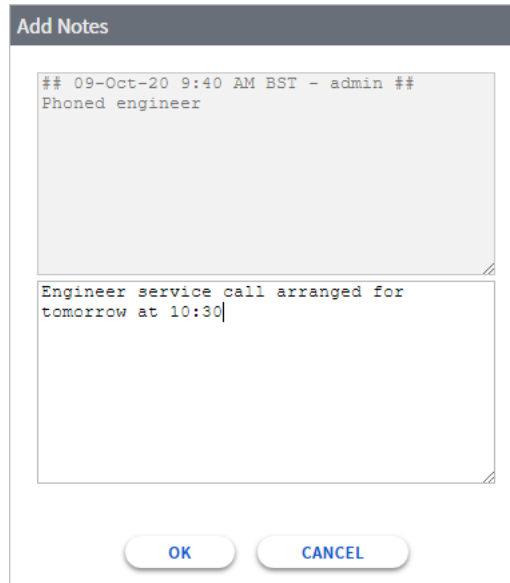 Add Notes
## 09-Oct-20 9:40 AM BST - admin ##
Phoned engineer
Engineer service call arranged for
tomorrow at 10:30
OK
CANCEL